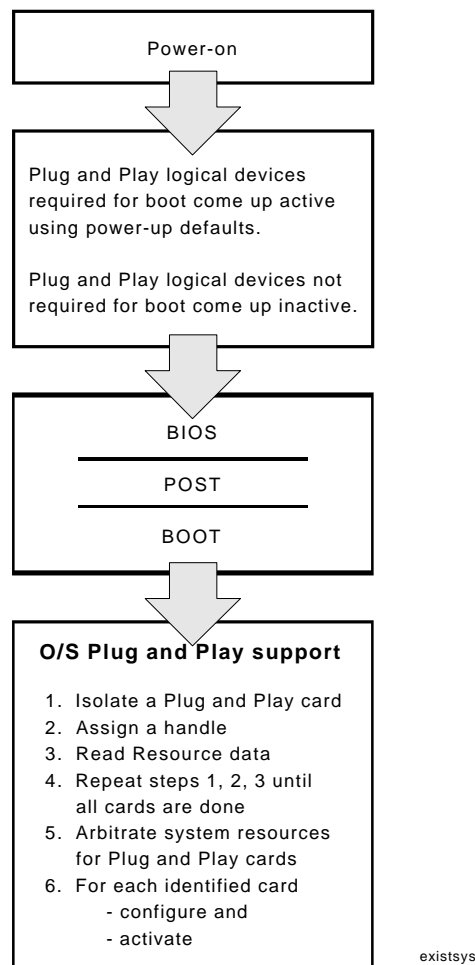 Power-on
Plug and Play logical devices
required for boot come up active
using power-up defaults.
Plug and Play logical devices not
required for boot come up inactive.
BIOS
POST
BOOT
O/S Plug and Play support
1. Isolate a Plug and Play card
2. Assign a handle
3. Read Resource data
4. Repeat steps 1, 2, 3 until
all cards are done
5. Arbitrate system resources
for Plug and Play cards
6. For each identified card
- configure and
- activate
existsys